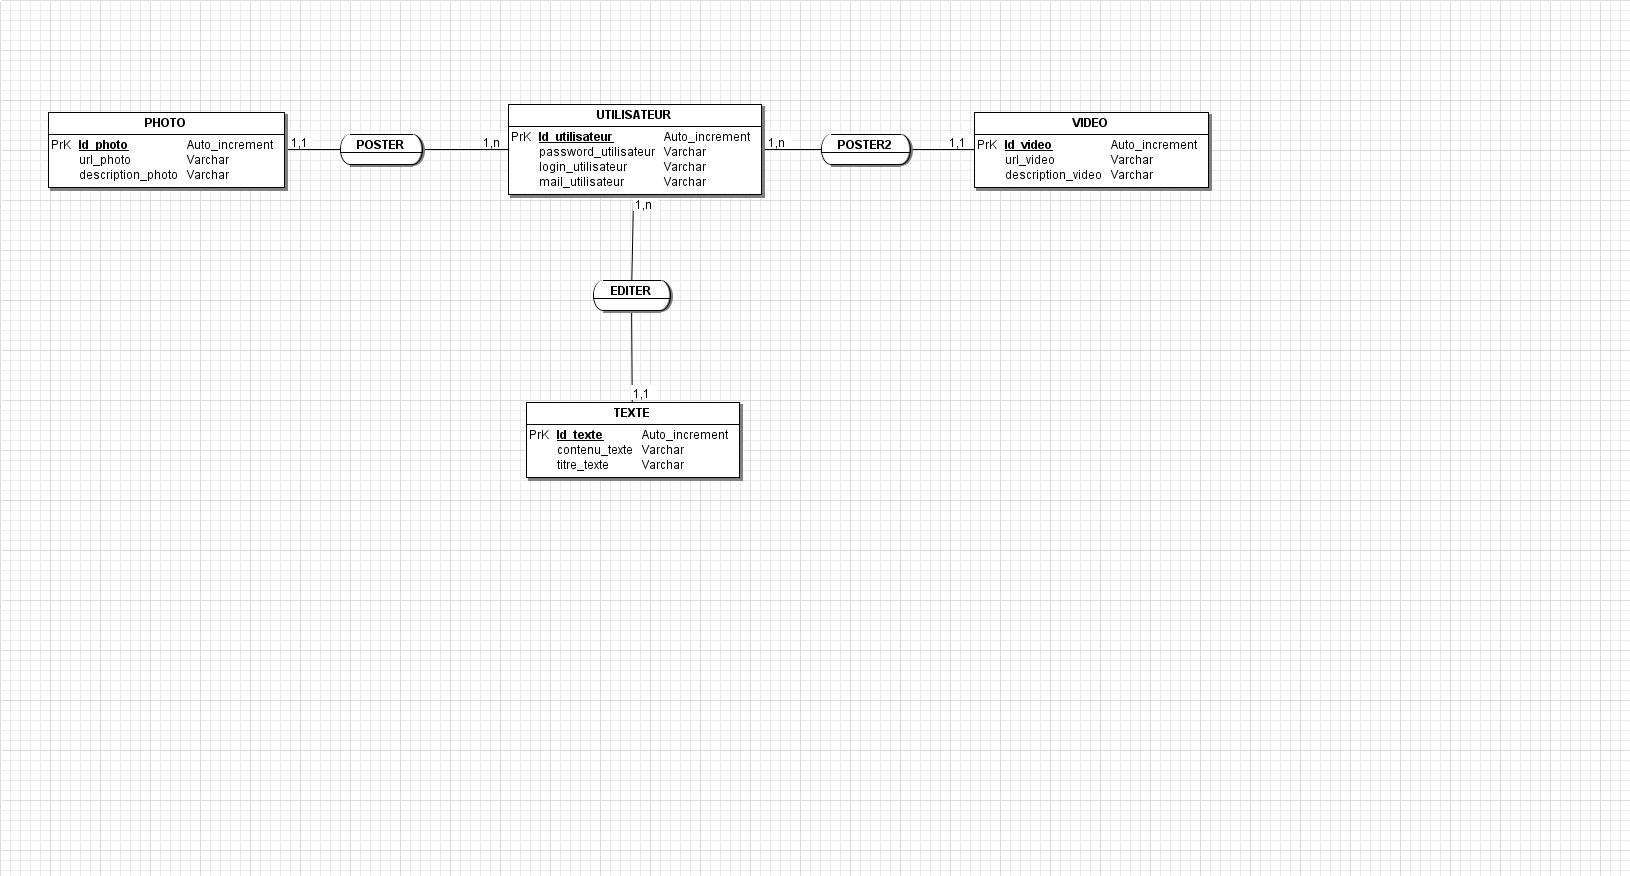 PHOTO
PrK Id_photo Auto_increment
url_photo Varchar
description_photo Varchar
1,1
POSTER
1,n
UTILISATEUR
PrK Id_utilisateur Auto_increment
password_utilisateur Varchar
login_utilisateur Varchar
mail_utilisateur Varchar
1,n
POSTER2
1,1
VIDEO
PrK Id_video Auto_increment
url_video Varchar
description_video Varchar
1,n
EDITER
1,1
TEXTE
PrK Id_texte Auto_increment
contenu_texte Varchar
titre_texte Varchar